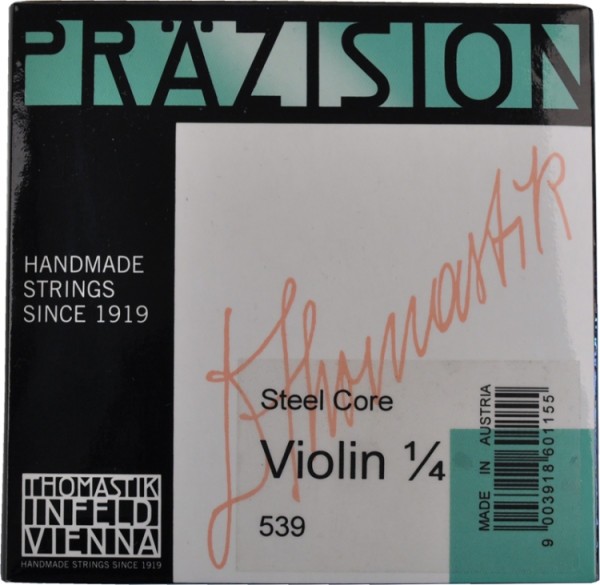 PRÄZISION
HANDMADE
STRINGS
SINCE 1919
Thomastik
Steel Core
Violin ¼
539
MADE IN AUSTRIA
9 003918 601155
THOMASTIK
INFELD
VIENNA
HANDMADE STRINGS SINCE 1919